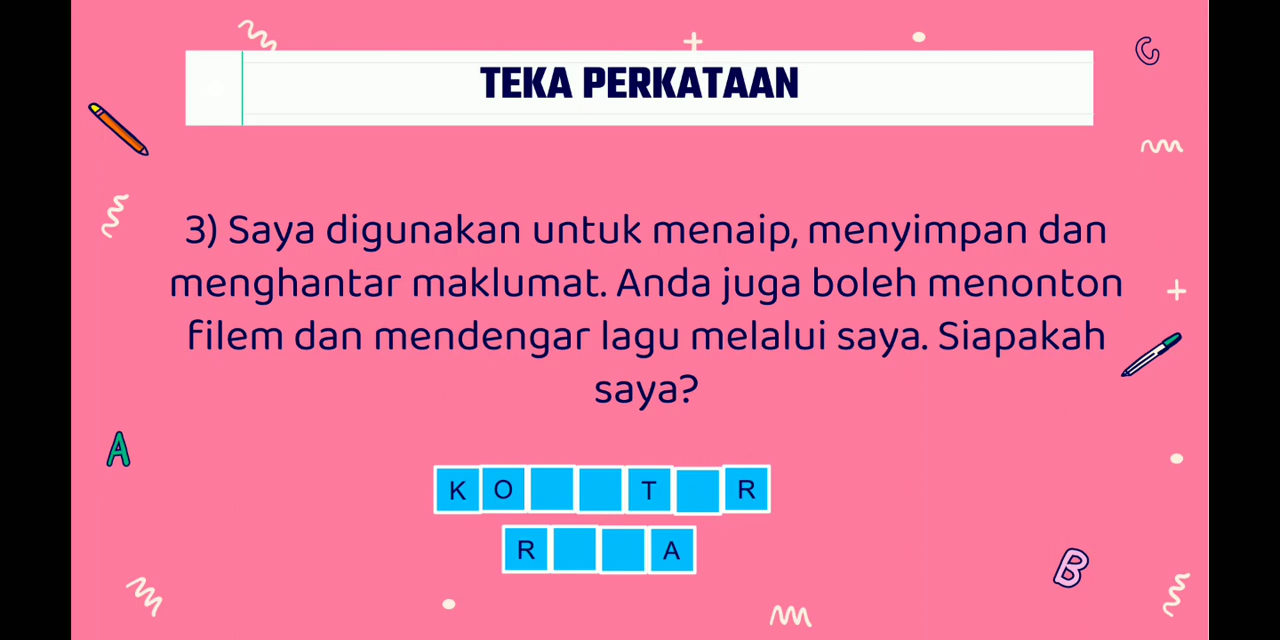 TEKA PERKATAAN
C
3) Saya digunakan untuk menaip, menyimpan dan
menghantar maklumat. Anda juga boleh menonton
filem dan mendengar lagu melalui saya. Siapakah
saya?
A
K O T R
R A
B